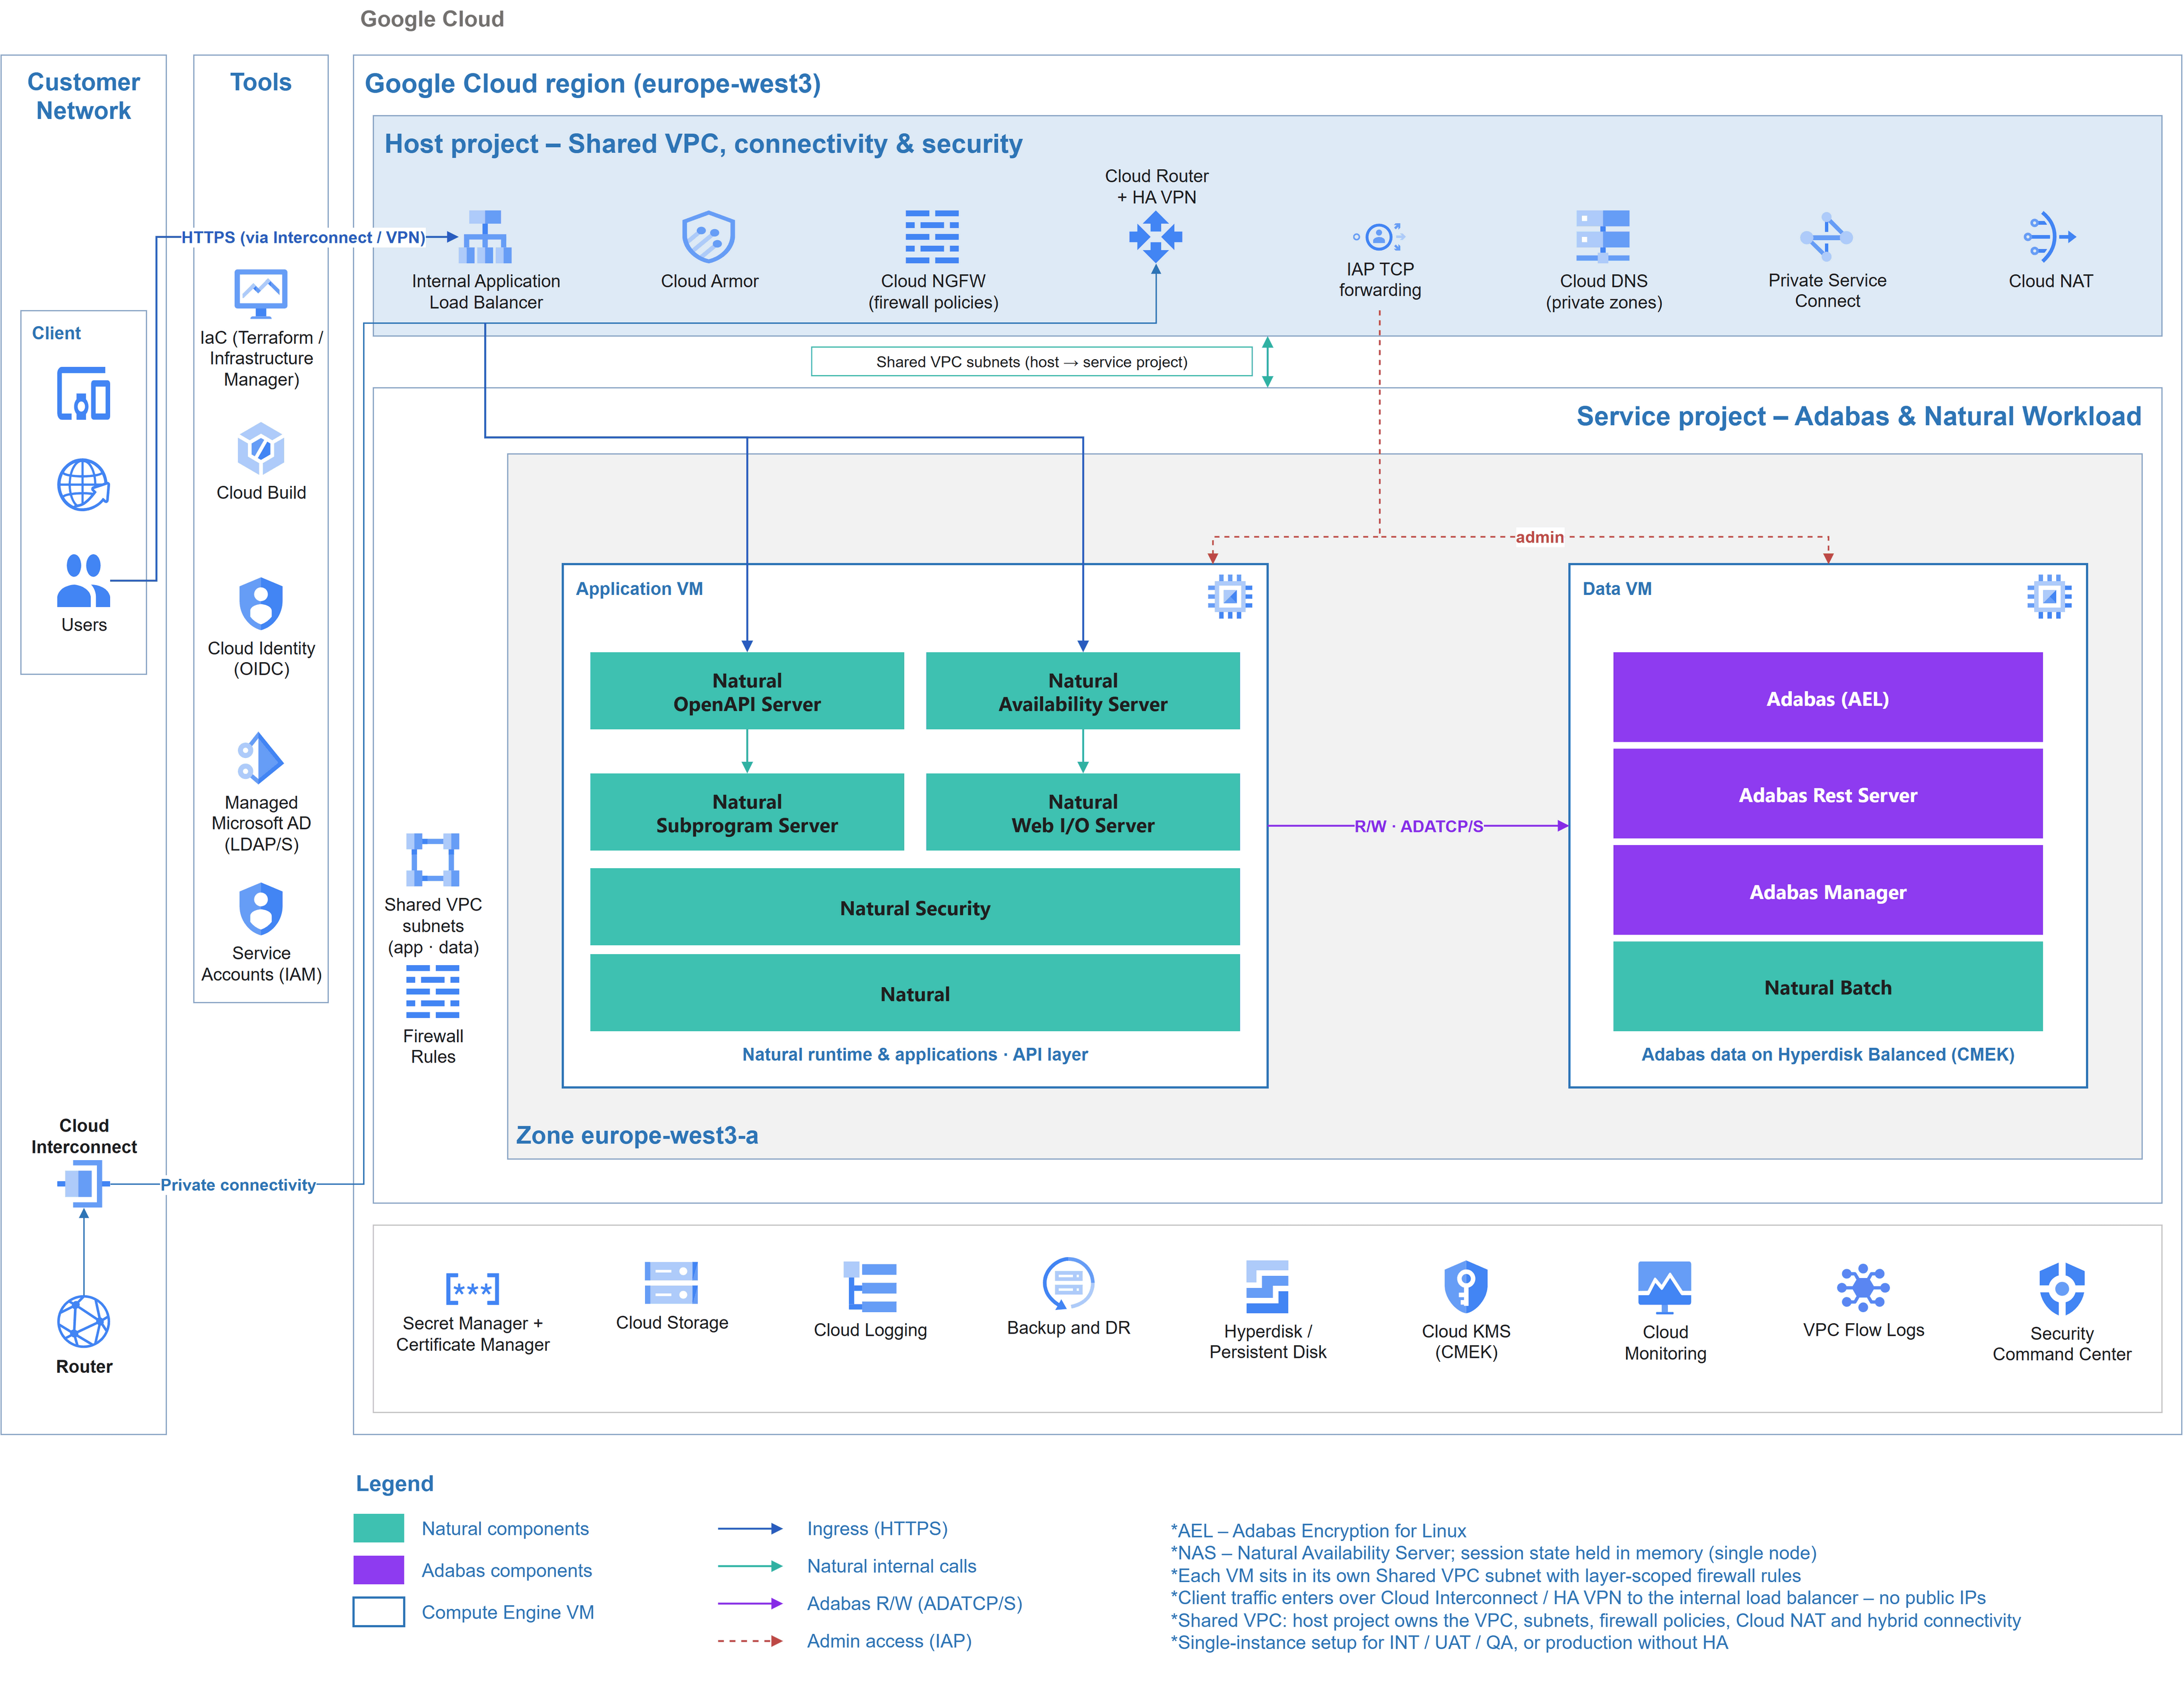 Google Cloud
Customer
Network
Tools
Google Cloud region (europe-west3)
Host project – Shared VPC, connectivity & security
Cloud Router
+ HA VPN
HTTPS (via Interconnect / VPN)
Internal Application
Load Balancer
Cloud Armor
Cloud NGFW
(firewall policies)
IAP TCP
forwarding
Cloud DNS
(private zones)
Private Service
Connect
Cloud NAT
Client
Users
IaC (Terraform /
Infrastructure
Manager)
Cloud Build
Cloud Identity
(OIDC)
Managed
Microsoft AD
(LDAP/S)
Service
Accounts (IAM)
Shared VPC subnets (host → service project)
Service project – Adabas & Natural Workload
admin
Application VM
Natural
OpenAPI Server
Natural
Availability Server
Natural
Subprogram Server
Natural
Web I/O Server
Natural Security
Natural
Natural runtime & applications · API layer
R/W · ADATCP/S
Data VM
Adabas (AEL)
Adabas Rest Server
Adabas Manager
Natural Batch
Adabas data on Hyperdisk Balanced (CMEK)
Shared VPC
subnets
(app · data)
Firewall
Rules
Zone europe-west3-a
Cloud
Interconnect
Private connectivity
Router
Secret Manager +
Certificate Manager
Cloud Storage
Cloud Logging
Backup and DR
Hyperdisk /
Persistent Disk
Cloud KMS
(CMEK)
Cloud
Monitoring
VPC Flow Logs
Security
Command Center
Legend
Natural components
Adabas components
Compute Engine VM
Ingress (HTTPS)
Natural internal calls
Adabas R/W (ADATCP/S)
Admin access (IAP)
*AEL – Adabas Encryption for Linux
*NAS – Natural Availability Server; session state held in memory (single node)
*Each VM sits in its own Shared VPC subnet with layer-scoped firewall rules
*Client traffic enters over Cloud Interconnect / HA VPN to the internal load balancer – no public IPs
*Shared VPC: host project owns the VPC, subnets, firewall policies, Cloud NAT and hybrid connectivity
*Single-instance setup for INT / UAT / QA, or production without HA